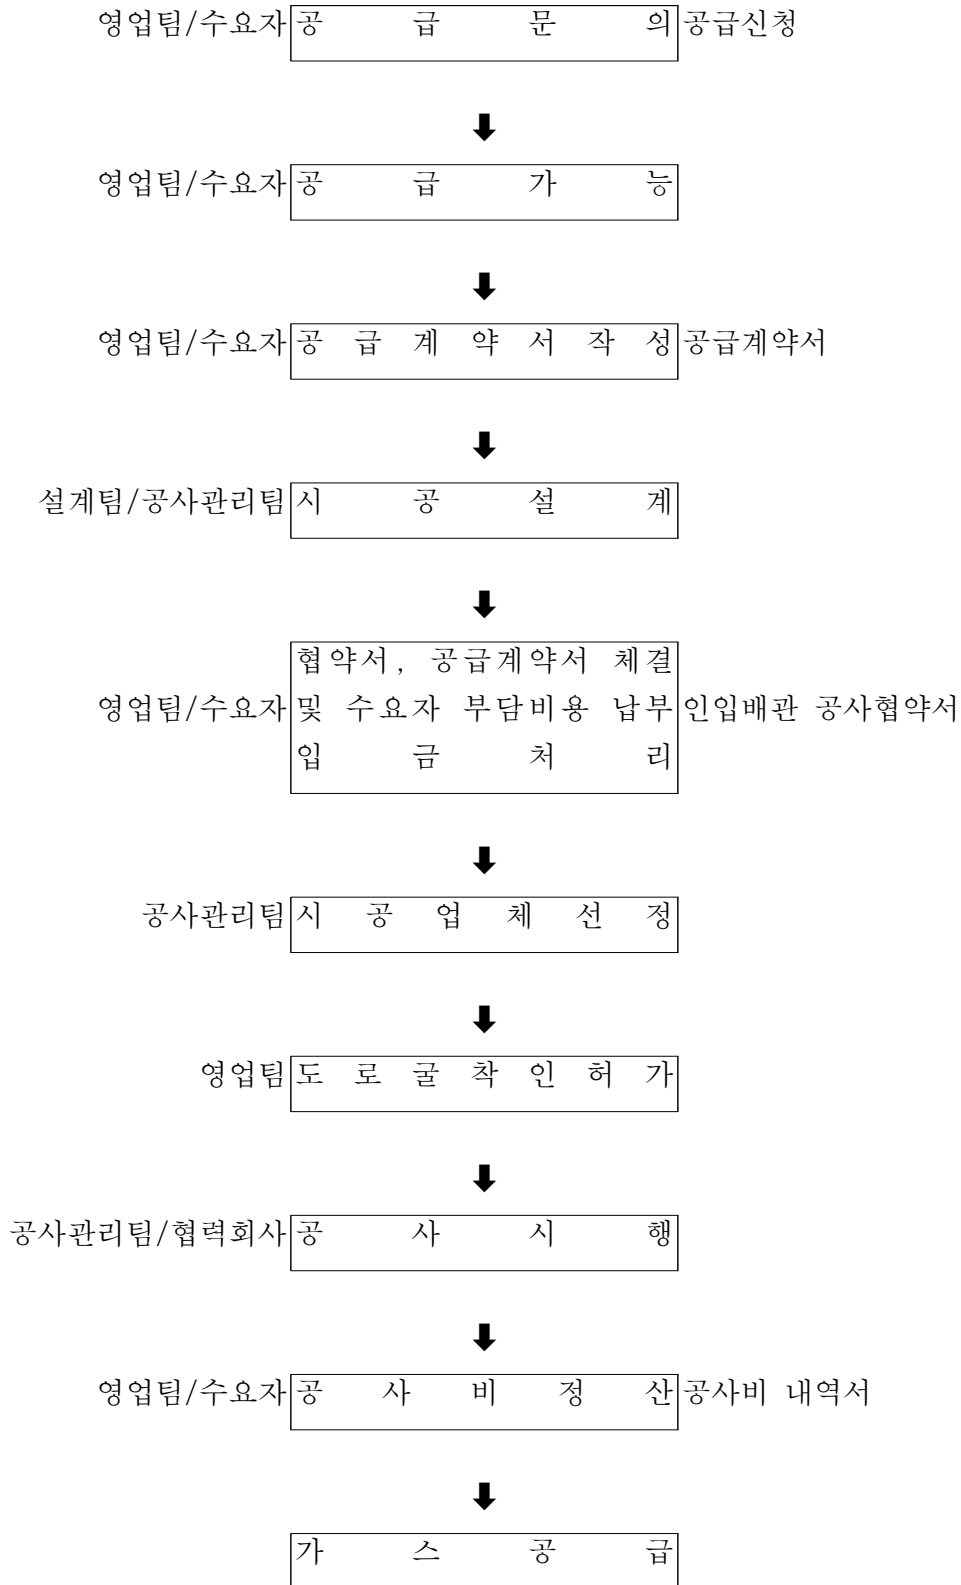 영업팀/수요자 공 급 문 의 공급신청
영업팀/수요자 공 급 가 능
영업팀/수요자 공 급 계 약 서 작 성 공급계약서
설계팀/공사관리팀 시 공 설 계
협약서, 공급계약서 체결
영업팀/수요자 및 수요자 부담비용 납부 인입배관 공사협약서
입 금 처 리
공사관리팀 시 공 업 체 선 정
영업팀 도 로 굴 착 인 허 가
공사관리팀/협력회사 공 사 시 행
영업팀/수요자 공 사 비 정 산 공사비 내역서
가 스 공 급